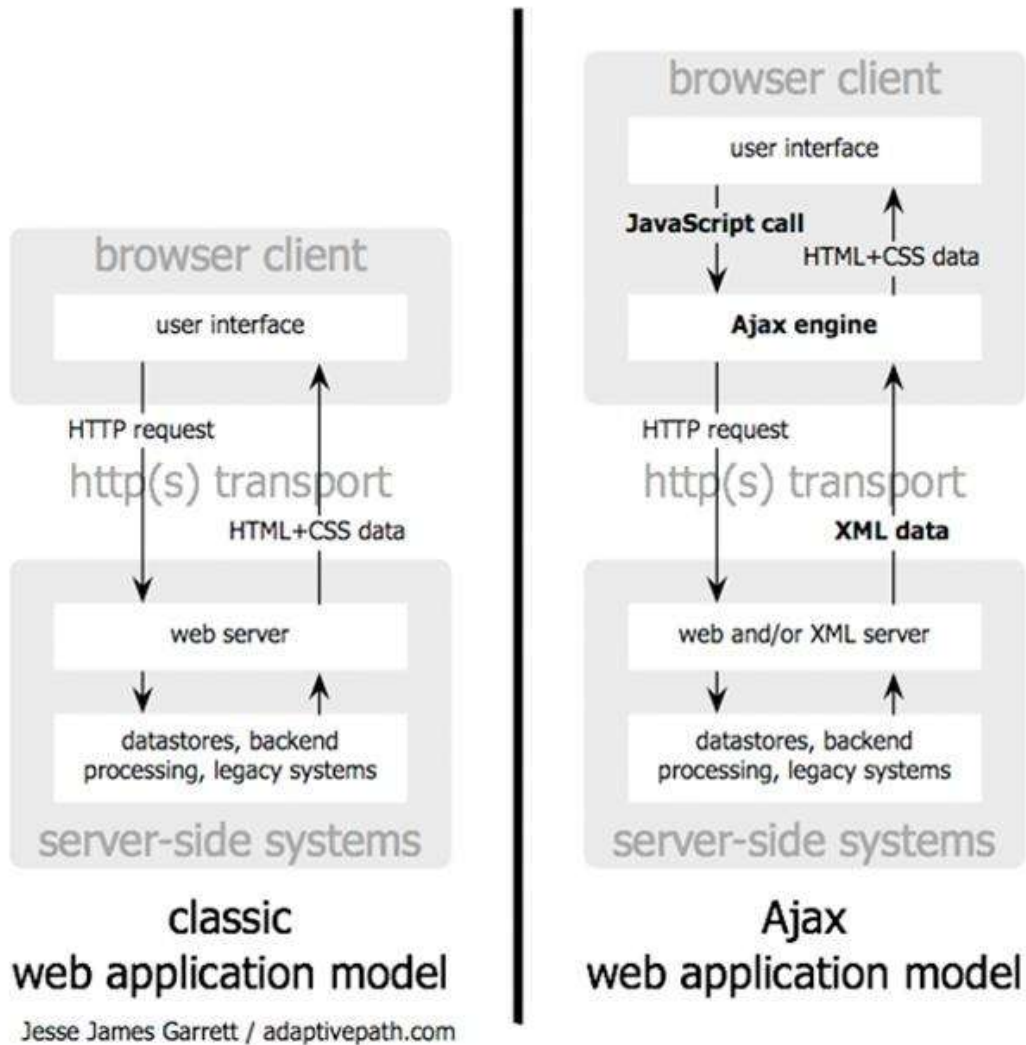 browser client
user interface
HTTP request
http(s) transport
HTML+CSS data
web server
datastores, backend
processing, legacy systems
server-side systems
classic
web application model
Jesse James Garrett / adaptivepath.com
browser client
user interface
JavaScript call
HTML+CSS data
Ajax engine
HTTP request
http(s) transport
XML data
web and/or XML server
datastores, backend
processing, legacy systems
server-side systems
Ajax
web application model